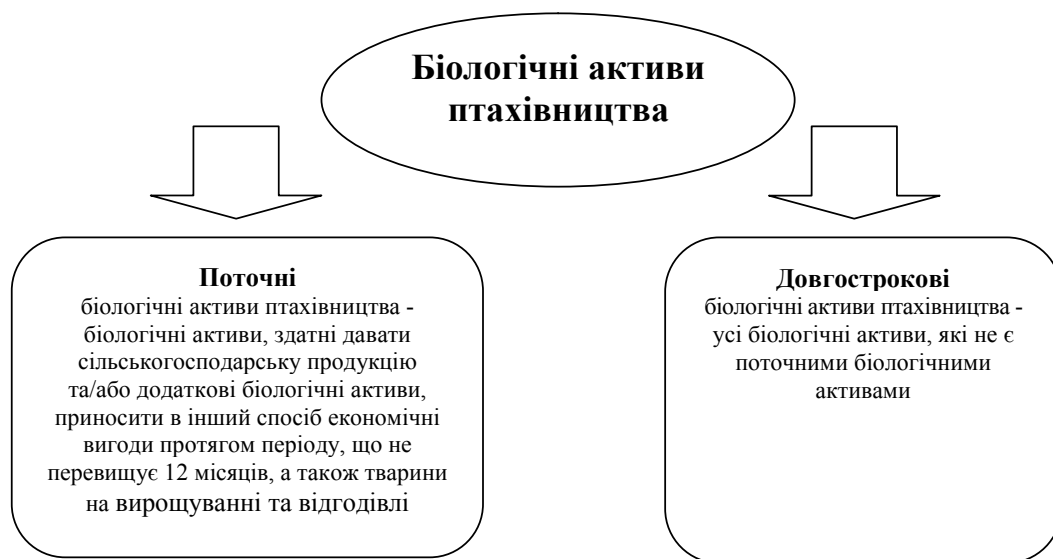 Біологічні активи
птахівництва
Поточні
біологічні активи птахівництва -
біологічні активи, здатні давати
сільськогосподарську продукцію
та/або додаткові біологічні активи,
приносити в інший спосіб економічні
вигоди протягом періоду, що не
перевищує 12 місяців, а також тварини
на вирощуванні та відгодівлі
Довгострокові
біологічні активи птахівництва -
усі біологічні активи, які не є
поточними біологічними
активами